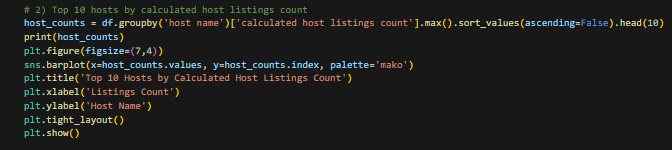 # 2) Top 10 hosts by calculated host listings count
host_counts = df.groupby('host name')['calculated host listings count'].max().sort_values(ascending=False).head(10)
print(host_counts)
plt.figure(figsize=(7,4))
sns.barplot(x=host_counts.values, y=host_counts.index, palette='mako')
plt.title('Top 10 Hosts by Calculated Host Listings Count')
plt.xlabel('Listings Count')
plt.ylabel('Host Name')
plt.tight_layout()
plt.show()